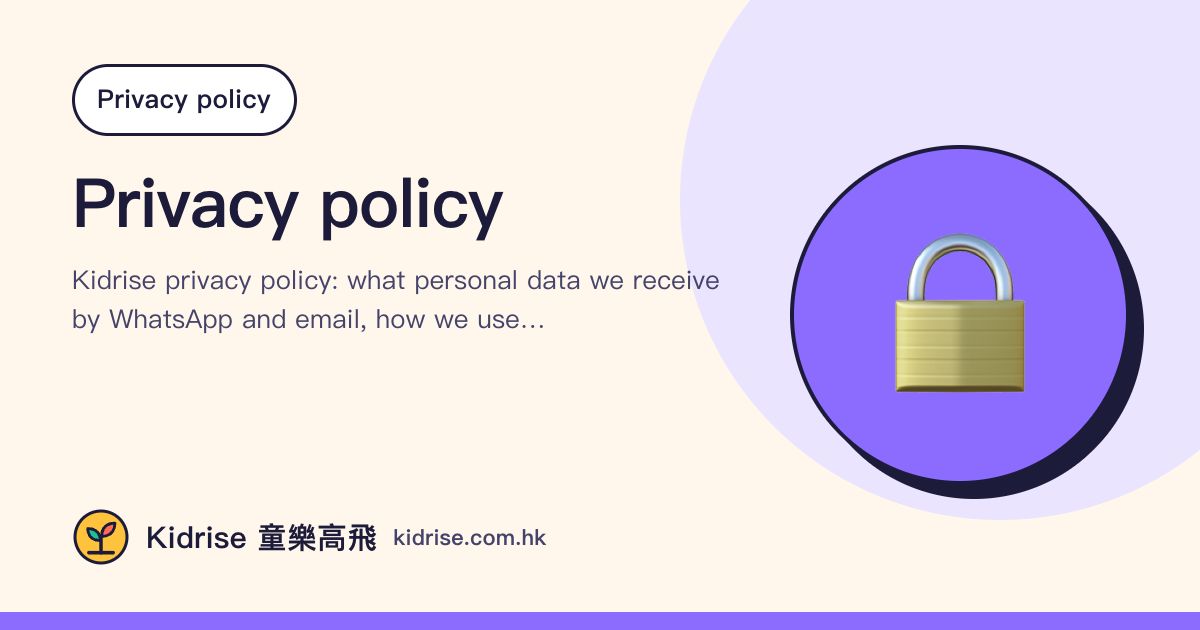 Privacy policy
Privacy policy
Kidrise privacy policy: what personal data we receive
by WhatsApp and email, how we use…
Kidrise 童樂高飛 kidrise.com.hk